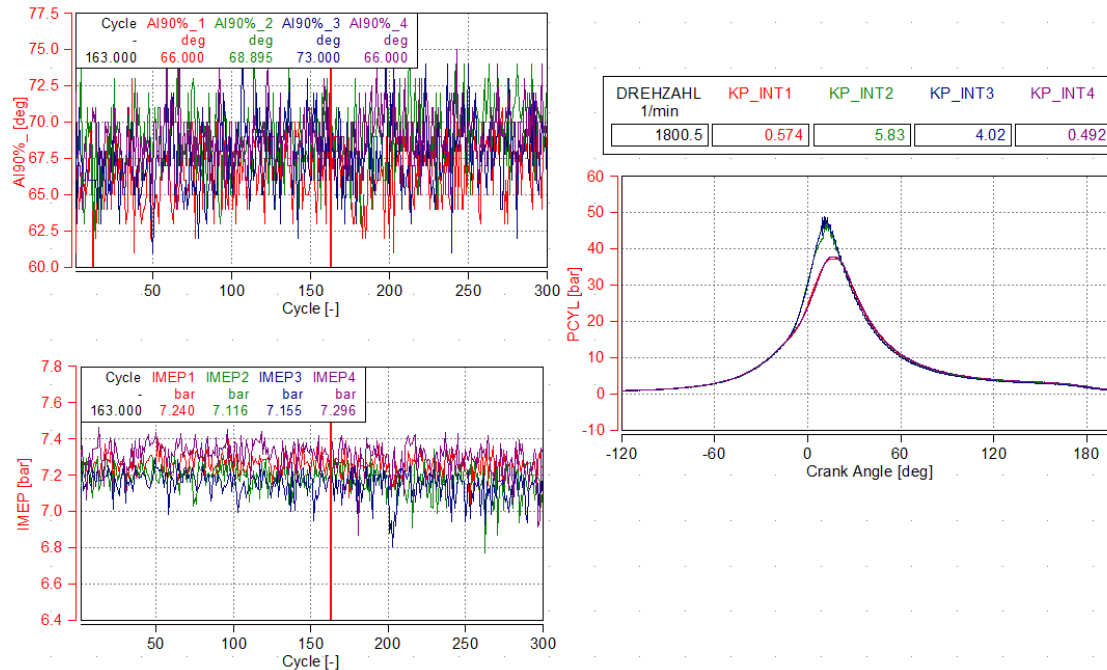 77.5
75.0
72.5
70.0
67.5
65.0
62.5
60.0
AI90%_ [deg]
Cycle AI90%_1 AI90%_2 AI90%_3 AI90%_4
- deg deg deg deg
163.000 66.000 68.895 73.000 66.000
50 100 150 200 250 300
Cycle [-]
7.8
7.6
7.4
7.2
7.0
6.8
6.6
6.4
IMEP [bar]
Cycle IMEP1 IMEP2 IMEP3 IMEP4
- bar bar bar bar
163.000 7.240 7.116 7.155 7.296
50 100 150 200 250 300
Cycle [-]
DREHZAHL KP_INT1 KP_INT2 KP_INT3 KP_INT4
1/min
1800.5 0.574 5.83 4.02 0.492
60
50
40
30
20
10
0
-10
PCYL [bar]
-120 -60 0 60 120 180
Crank Angle [deg]